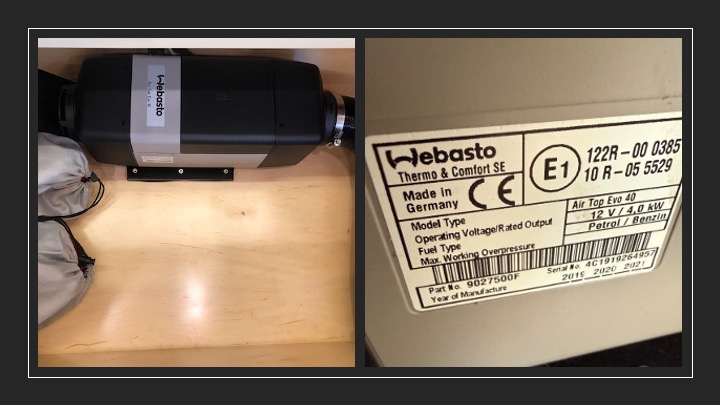 Webasto
Webasto
Thermo & Comfort SE
Made in
Germany
CE
E1
122R-00 0385
10 R-05 5529
Model Type
Air Top Evo 40
Operating Voltage/Rated Output
12 V / 4,0 kW
Fuel Type
Petrol / Benzin
Max. Working Overpressure
Part No. 9027500F
Serial No. 4C1919264957
Year of Manufacture
2019 2020 2021